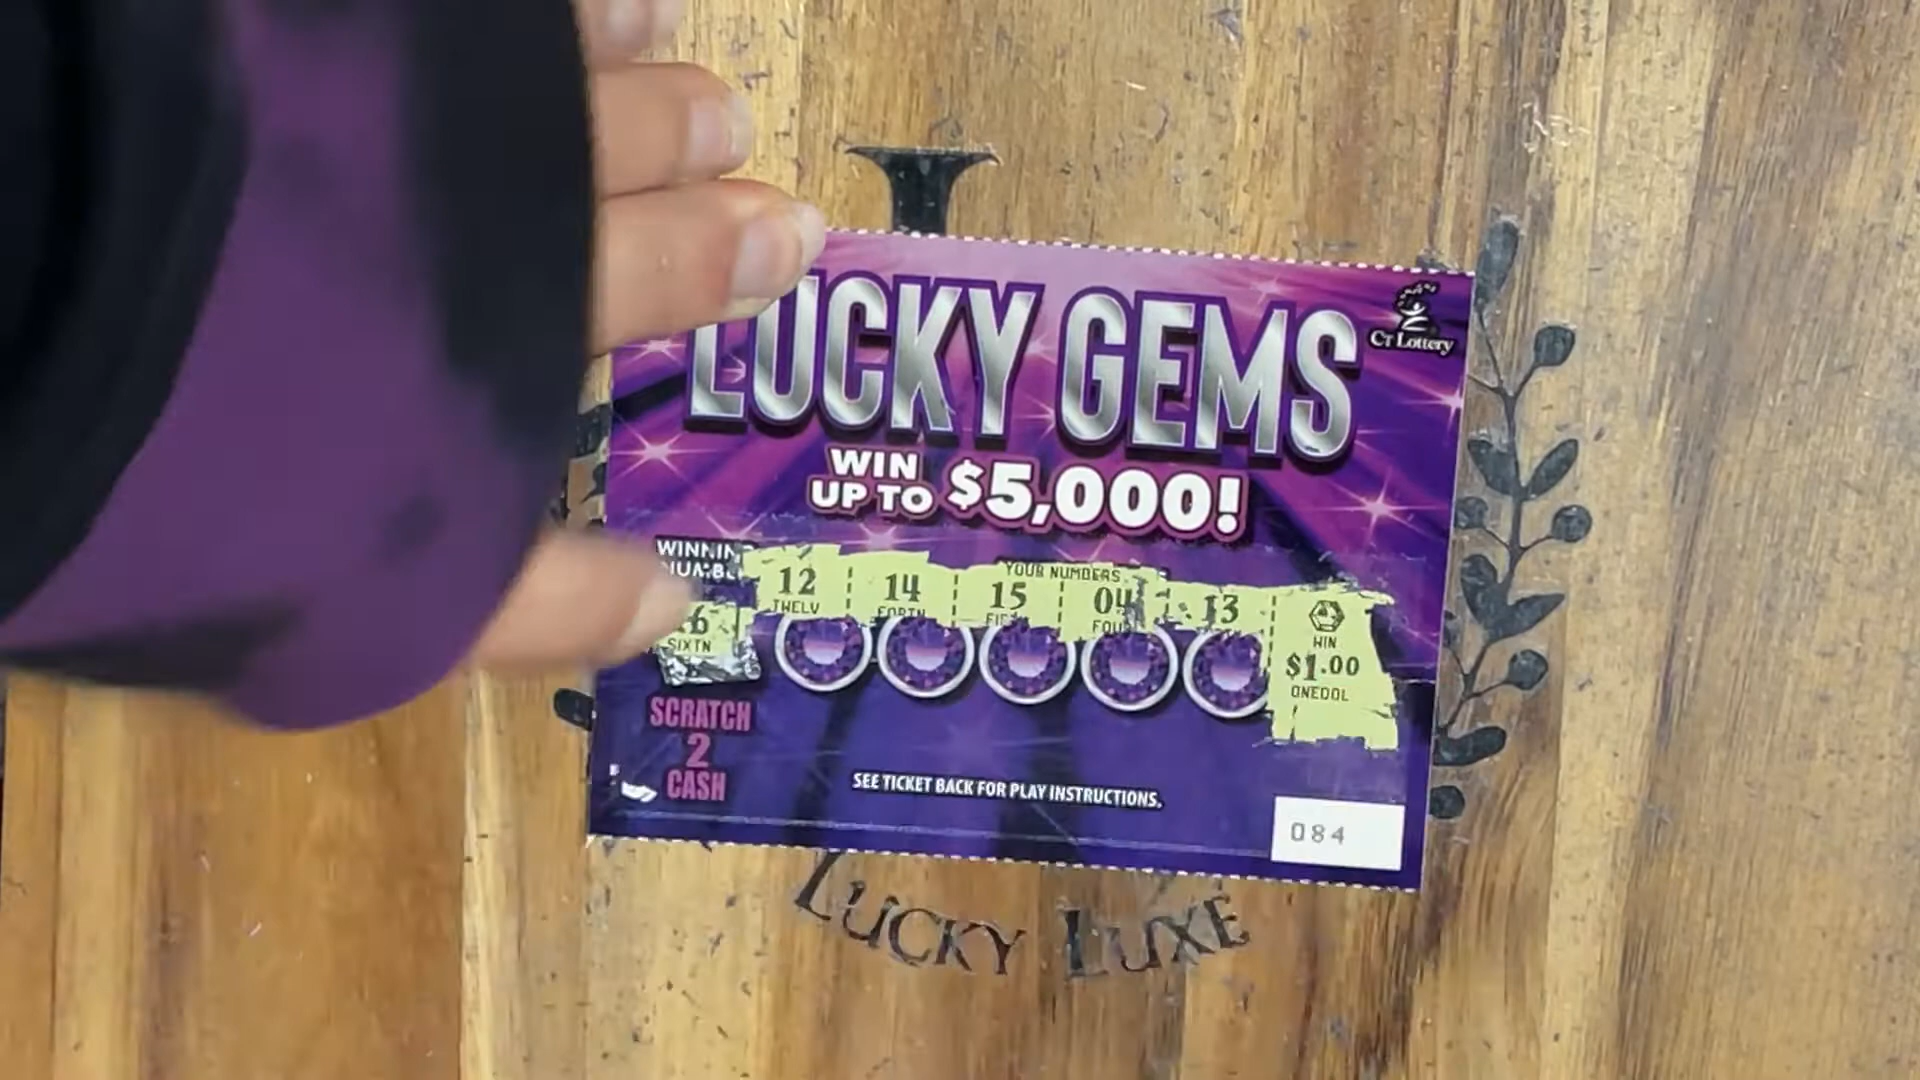 LUCKY GEMS
CT Lottery
WIN
UP TO $5,000!
YOUR NUMBERS
12 14 15 04 13
SIXTN
WIN
$1.00
ONEDOL
SCRATCH
2
CASH
SEE TICKET BACK FOR PLAY INSTRUCTIONS.
084
LUCKY LUXE